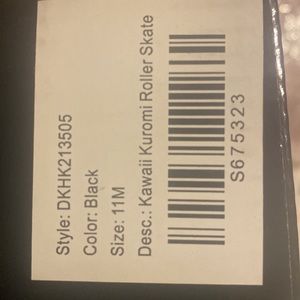 Style: DKHK213505
Color: Black
Size: 11M
Desc.: Kawaii Kuromi Roller Skate
S675323